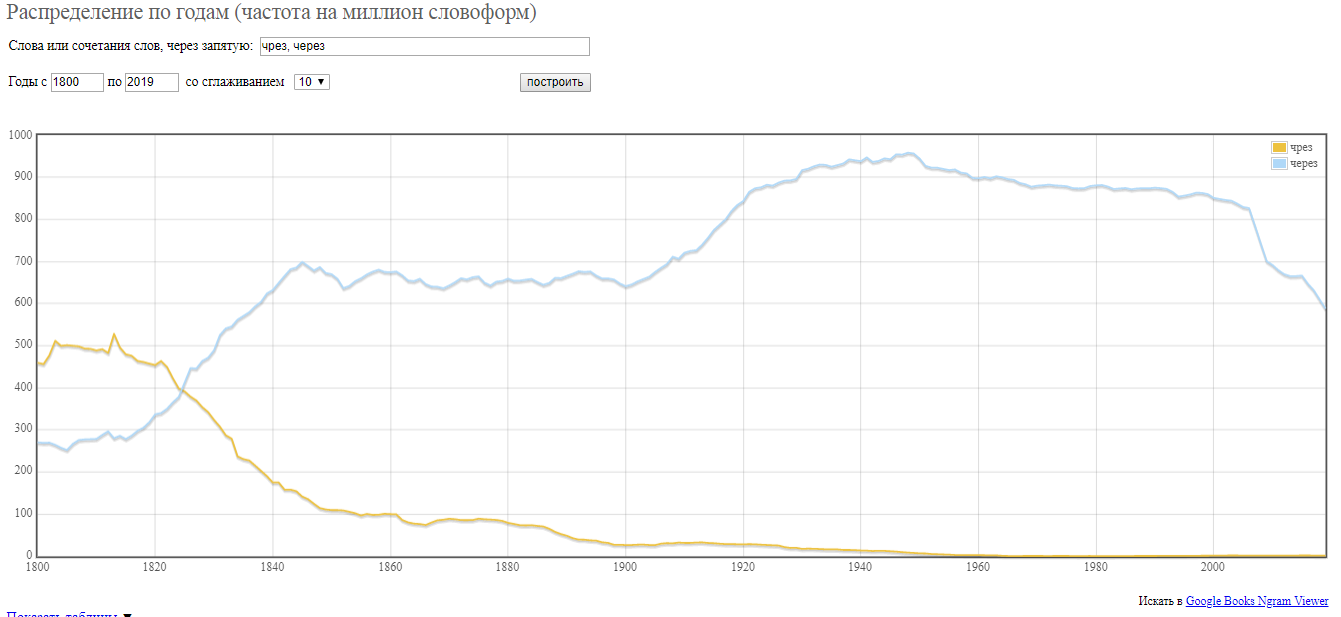 Распределение по годам (частота на миллион словоформ)
Слова или сочетания слов, через запятую: чрез, через
Годы с 1800 по 2019 со сглаживанием 10 ▼ построить
1000
чрез
через
900
800
700
600
500
400
300
200
100
0
1800 1820 1840 1860 1880 1900 1920 1940 1960 1980 2000
Искать в Google Books Ngram Viewer
Показать таблицы ▼